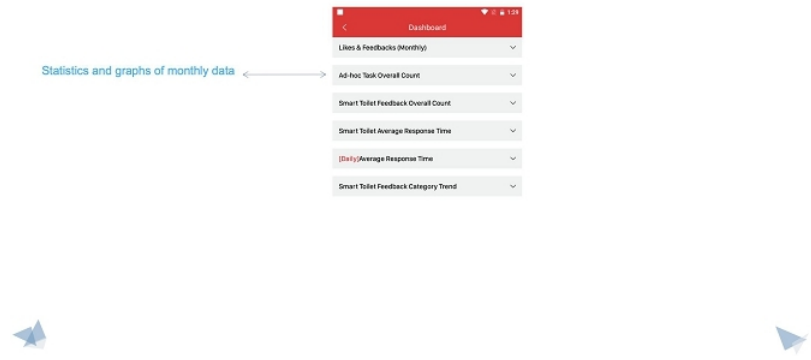 1:39
Dashboard
Likes & Feedbacks (Monthly)
Statistics and graphs of monthly data
Ad-hoc Task Overall Count
Smart Toilet Feedback Overall Count
Smart Toilet Average Response Time
[Daily]Average Response Time
Smart Toilet Feedback Category Trend